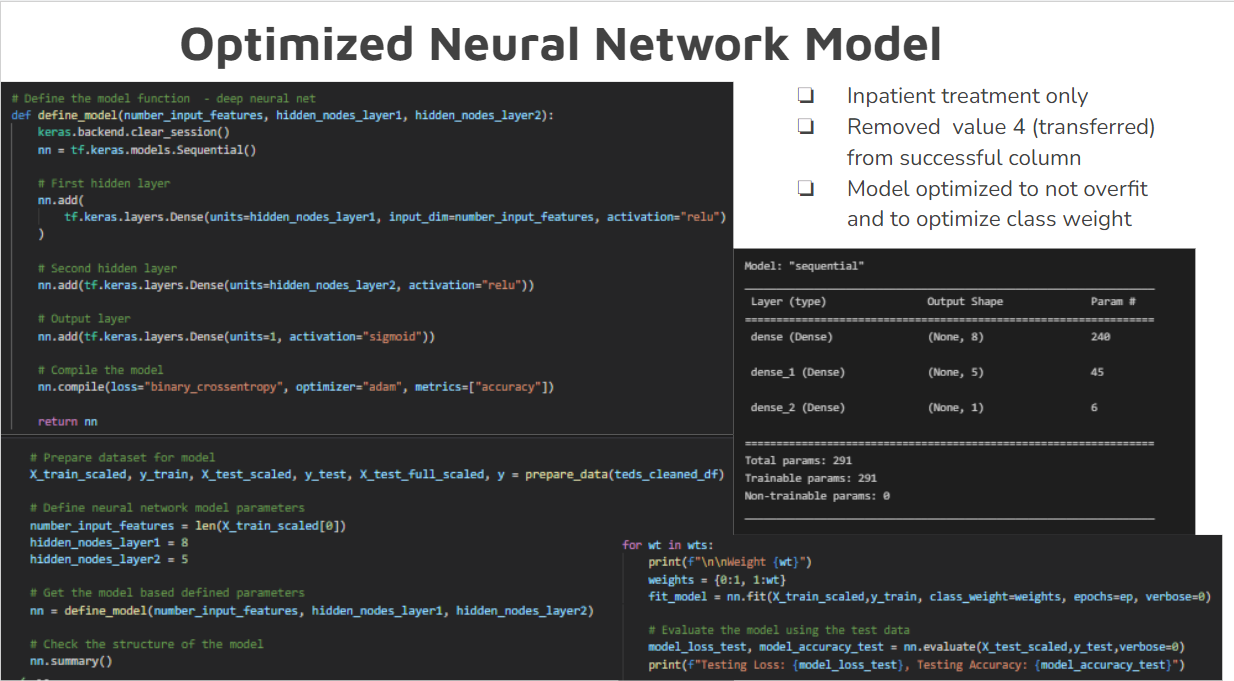 Optimized Neural Network Model
# Define the model function - deep neural net
def define_model(number_input_features, hidden_nodes_layer1, hidden_nodes_layer2):
keras.backend.clear_session()
nn = tf.keras.models.Sequential()
# First hidden layer
nn.add(
tf.keras.layers.Dense(units=hidden_nodes_layer1, input_dim=number_input_features, activation="relu")
)
# Second hidden layer
nn.add(tf.keras.layers.Dense(units=hidden_nodes_layer2, activation="relu"))
# Output layer
nn.add(tf.keras.layers.Dense(units=1, activation="sigmoid"))
# Compile the model
nn.compile(loss="binary_crossentropy", optimizer="adam", metrics=["accuracy"])
return nn
# Prepare dataset for model
X_train_scaled, y_train, X_test_scaled, y_test, X_test_full_scaled, y = prepare_data(teds_cleaned_df)
# Define neural network model parameters
number_input_features = len(X_train_scaled[0])
hidden_nodes_layer1 = 8
hidden_nodes_layer2 = 5
# Get the model based defined parameters
nn = define_model(number_input_features, hidden_nodes_layer1, hidden_nodes_layer2)
# Check the structure of the model
nn.summary()
Inpatient treatment only
Removed value 4 (transferred)
from successful column
Model optimized to not overfit
and to optimize class weight
Model: "sequential"
Layer (type) Output Shape Param #
dense (Dense) (None, 8) 240
dense_1 (Dense) (None, 5) 45
dense_2 (Dense) (None, 1) 6
Total params: 291
Trainable params: 291
Non-trainable params: 0
for wt in wts:
print(f"\n\nWeight {wt}")
weights = {0:1, 1:wt}
fit_model = nn.fit(X_train_scaled,y_train, class_weight=weights, epochs=ep, verbose=0)
# Evaluate the model using the test data
model_loss_test, model_accuracy_test = nn.evaluate(X_test_scaled,y_test,verbose=0)
print(f"Testing Loss: {model_loss_test}, Testing Accuracy: {model_accuracy_test}")